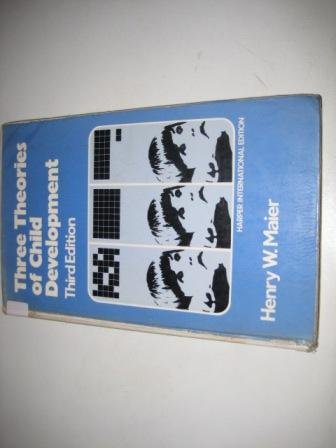 Three Theories
of Child
Development
Third Edition
HARPER INTERNATIONAL EDITION
Henry W. Maier